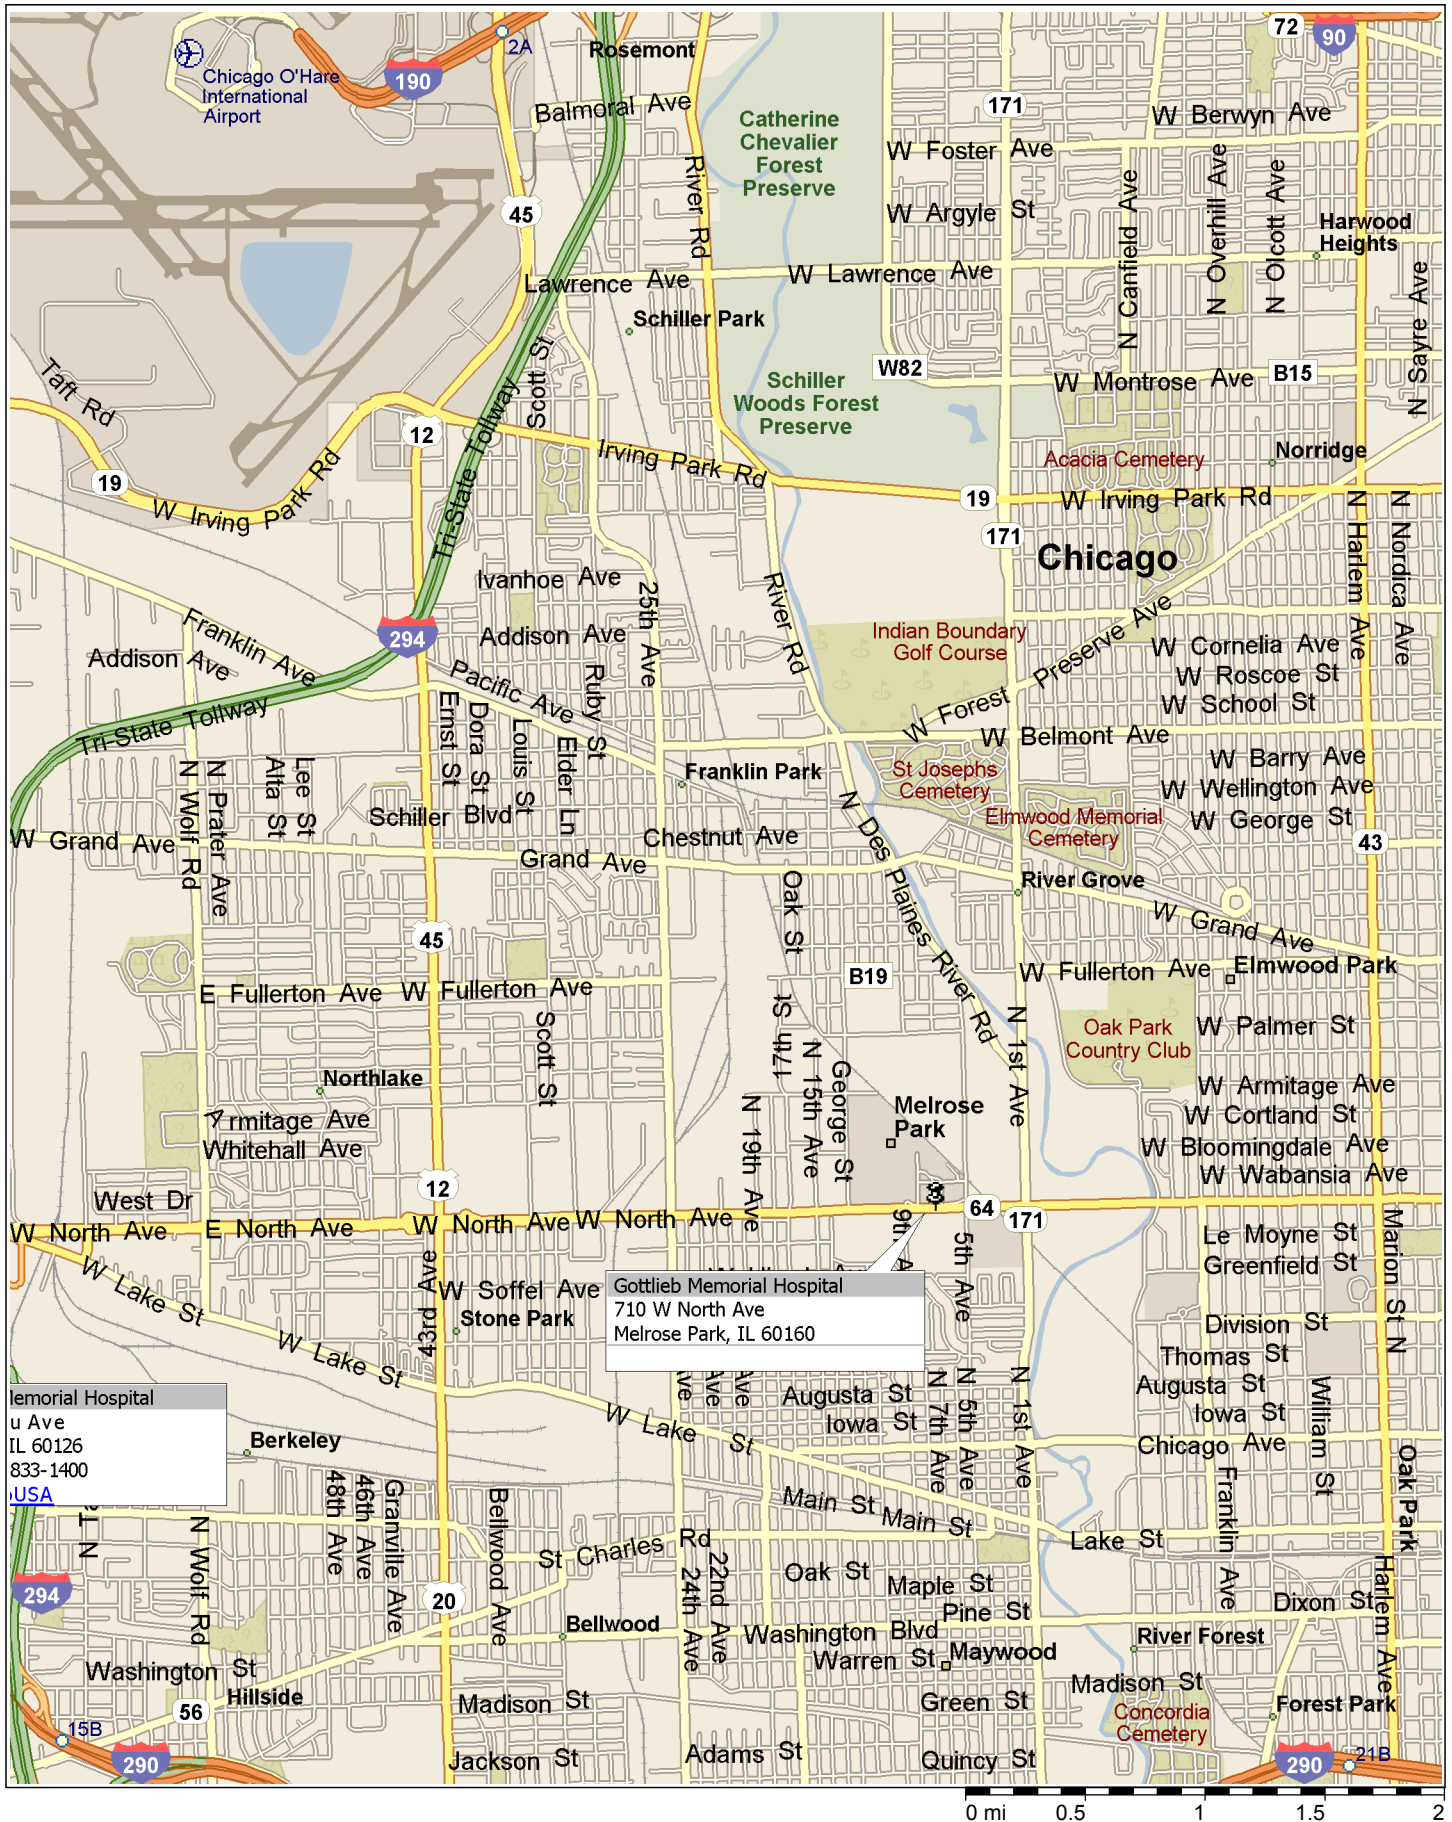 72
90
Rosemont
2A
190
Chicago O'Hare
International
Airport
Balmoral Ave
171
W Berwyn Ave
Catherine
Chevalier
Forest
Preserve
W Foster Ave
River Rd
45
W Argyle St
N Canfield Ave
N Overhill Ave
N Olcott Ave
Harwood
Heights
Lawrence Ave
W Lawrence Ave
N Sayre Ave
Schiller Park
Scott St
W82
W Montrose Ave
B15
Taft Rd
Schiller
Woods Forest
Preserve
12
Tri-State Tollway
Irving Park Rd
Acacia Cemetery
Norridge
19
W Irving Park Rd
19
W Irving Park Rd
171
Chicago
N Harlem Ave
N Nordica Ave
Ivanhoe Ave
25th Ave
River Rd
Franklin Ave
294
Addison Ave
Indian Boundary
Golf Course
W Forest Preserve Ave
W Cornelia Ave
Addison Ave
Pacific Ave
Ruby St
W Roscoe St
W School St
Tri-State Tollway
Ernst St
Dora St
Louis St
Elder Ln
W Belmont Ave
W Barry Ave
N Wolf Rd
N Prater Ave
Alta St
Lee St
Franklin Park
St Josephs
Cemetery
W Wellington Ave
Schiller Blvd
N Des Plaines River Rd
Elmwood Memorial
Cemetery
W George St
W Grand Ave
Chestnut Ave
43
Grand Ave
Oak St
River Grove
W Grand Ave
45
B19
W Fullerton Ave
Elmwood Park
E Fullerton Ave
W Fullerton Ave
Scott St
17th St
N 1st Ave
Oak Park
Country Club
W Palmer St
N 15th Ave
George St
Northlake
W Armitage Ave
N 19th Ave
Melrose
Park
Armitage Ave
W Cortland St
Whitehall Ave
W Bloomingdale Ave
12
W Wabansia Ave
West Dr
64
171
W North Ave
E North Ave
W North Ave
W North Ave
9th
5th Ave
Le Moyne St
Marion St N
W Lake St
43rd Ave
Greenfield St
W Soffel Ave
Gottlieb Memorial Hospital
710 W North Ave
Melrose Park, IL 60160
Stone Park
Division St
W Lake St
Thomas St
Memorial Hospital
u Ave
IL 60126
833-1400
USA
Ave
Ave
Ave
Augusta St
N 7th Ave
N 5th Ave
N 1st Ave
Augusta St
William St
Iowa St
Iowa St
W Lake St
Berkeley
Chicago Ave
Oak Park
48th Ave
46th Ave
Granville Ave
Bellwood Ave
Main St
Main St
Franklin Ave
N Wolf Rd
St Charles Rd
Lake St
294
24th Ave
22nd Ave
Oak St
Maple St
Harlem Ave
20
Pine St
Dixon St
Bellwood
Washington Blvd
River Forest
Warren St
Maywood
Washington St
Hillside
Madison St
56
Madison St
Green St
Concordia
Cemetery
Forest Park
15B
290
Jackson St
Adams St
Quincy St
290
21B
0 mi
0.5
1
1.5
2